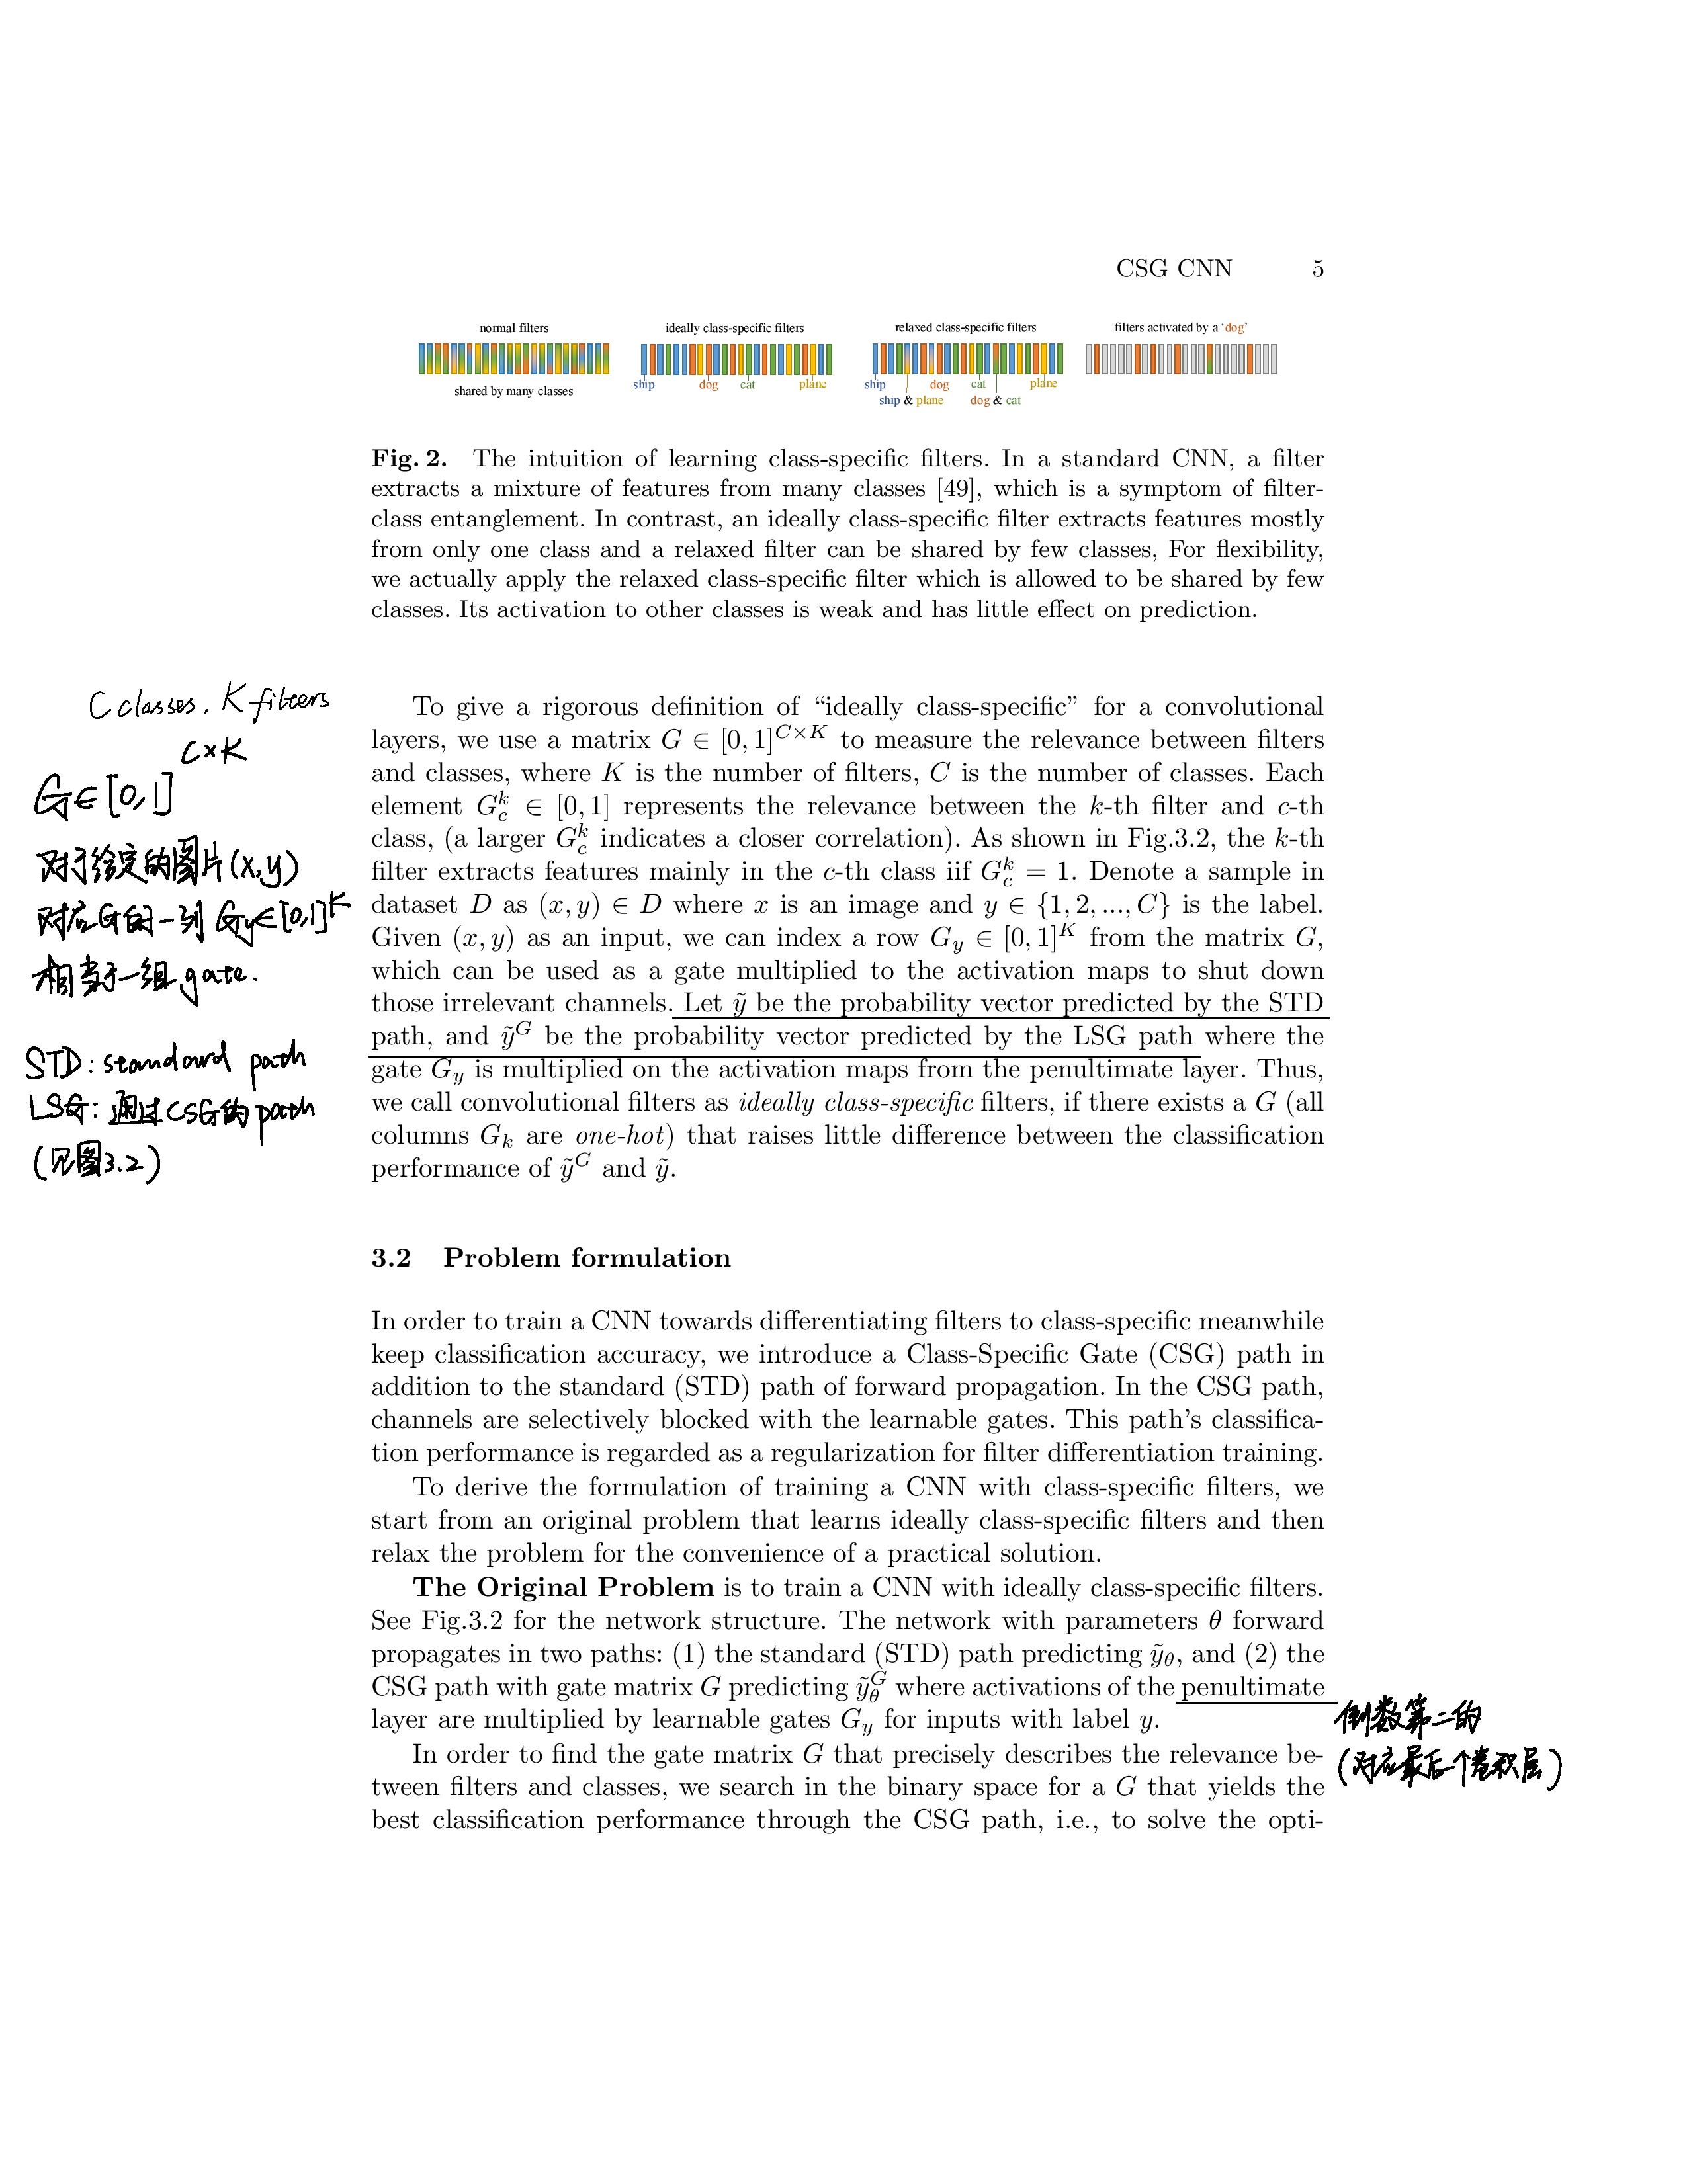 CSG CNN 5
normal filters
shared by many classes
ideally class-specific filters
ship dog cat plane
relaxed class-specific filters
ship dog cat plane
ship & plane dog & cat
filters activated by a ‘dog’
Fig. 2. The intuition of learning class-specific filters. In a standard CNN, a filter
extracts a mixture of features from many classes [49], which is a symptom of filter-
class entanglement. In contrast, an ideally class-specific filter extracts features mostly
from only one class and a relaxed filter can be shared by few classes, For flexibility,
we actually apply the relaxed class-specific filter which is allowed to be shared by few
classes. Its activation to other classes is weak and has little effect on prediction.
C classes, K filters
G∈[0,1]^{C×K}
对于给定的图片(x,y)
对应G的一列 G_y∈[0,1]^K
相当于一组gate.
STD: standard path
LSG: 通过CSG的path
(见图3.2)
To give a rigorous definition of “ideally class-specific” for a convolutional
layers, we use a matrix G ∈ [0, 1]^{C×K} to measure the relevance between filters
and classes, where K is the number of filters, C is the number of classes. Each
element G_c^k ∈ [0, 1] represents the relevance between the k-th filter and c-th
class, (a larger G_c^k indicates a closer correlation). As shown in Fig.3.2, the k-th
filter extracts features mainly in the c-th class iif G_c^k = 1. Denote a sample in
dataset D as (x, y) ∈ D where x is an image and y ∈ {1, 2, ..., C} is the label.
Given (x, y) as an input, we can index a row G_y ∈ [0, 1]^K from the matrix G,
which can be used as a gate multiplied to the activation maps to shut down
those irrelevant channels. Let ỹ be the probability vector predicted by the STD
path, and ỹ^G be the probability vector predicted by the LSG path where the
gate G_y is multiplied on the activation maps from the penultimate layer. Thus,
we call convolutional filters as ideally class-specific filters, if there exists a G (all
columns G_k are one-hot) that raises little difference between the classification
performance of ỹ^G and ỹ.
3.2 Problem formulation
In order to train a CNN towards differentiating filters to class-specific meanwhile
keep classification accuracy, we introduce a Class-Specific Gate (CSG) path in
addition to the standard (STD) path of forward propagation. In the CSG path,
channels are selectively blocked with the learnable gates. This path’s classifica-
tion performance is regarded as a regularization for filter differentiation training.
To derive the formulation of training a CNN with class-specific filters, we
start from an original problem that learns ideally class-specific filters and then
relax the problem for the convenience of a practical solution.
The Original Problem is to train a CNN with ideally class-specific filters.
See Fig.3.2 for the network structure. The network with parameters θ forward
propagates in two paths: (1) the standard (STD) path predicting ỹ_θ, and (2) the
CSG path with gate matrix G predicting ỹ_θ^G where activations of the penultimate
layer are multiplied by learnable gates G_y for inputs with label y.
倒数第二的
(对应最后个卷积层)
In order to find the gate matrix G that precisely describes the relevance be-
tween filters and classes, we search in the binary space for a G that yields the
best classification performance through the CSG path, i.e., to solve the opti-